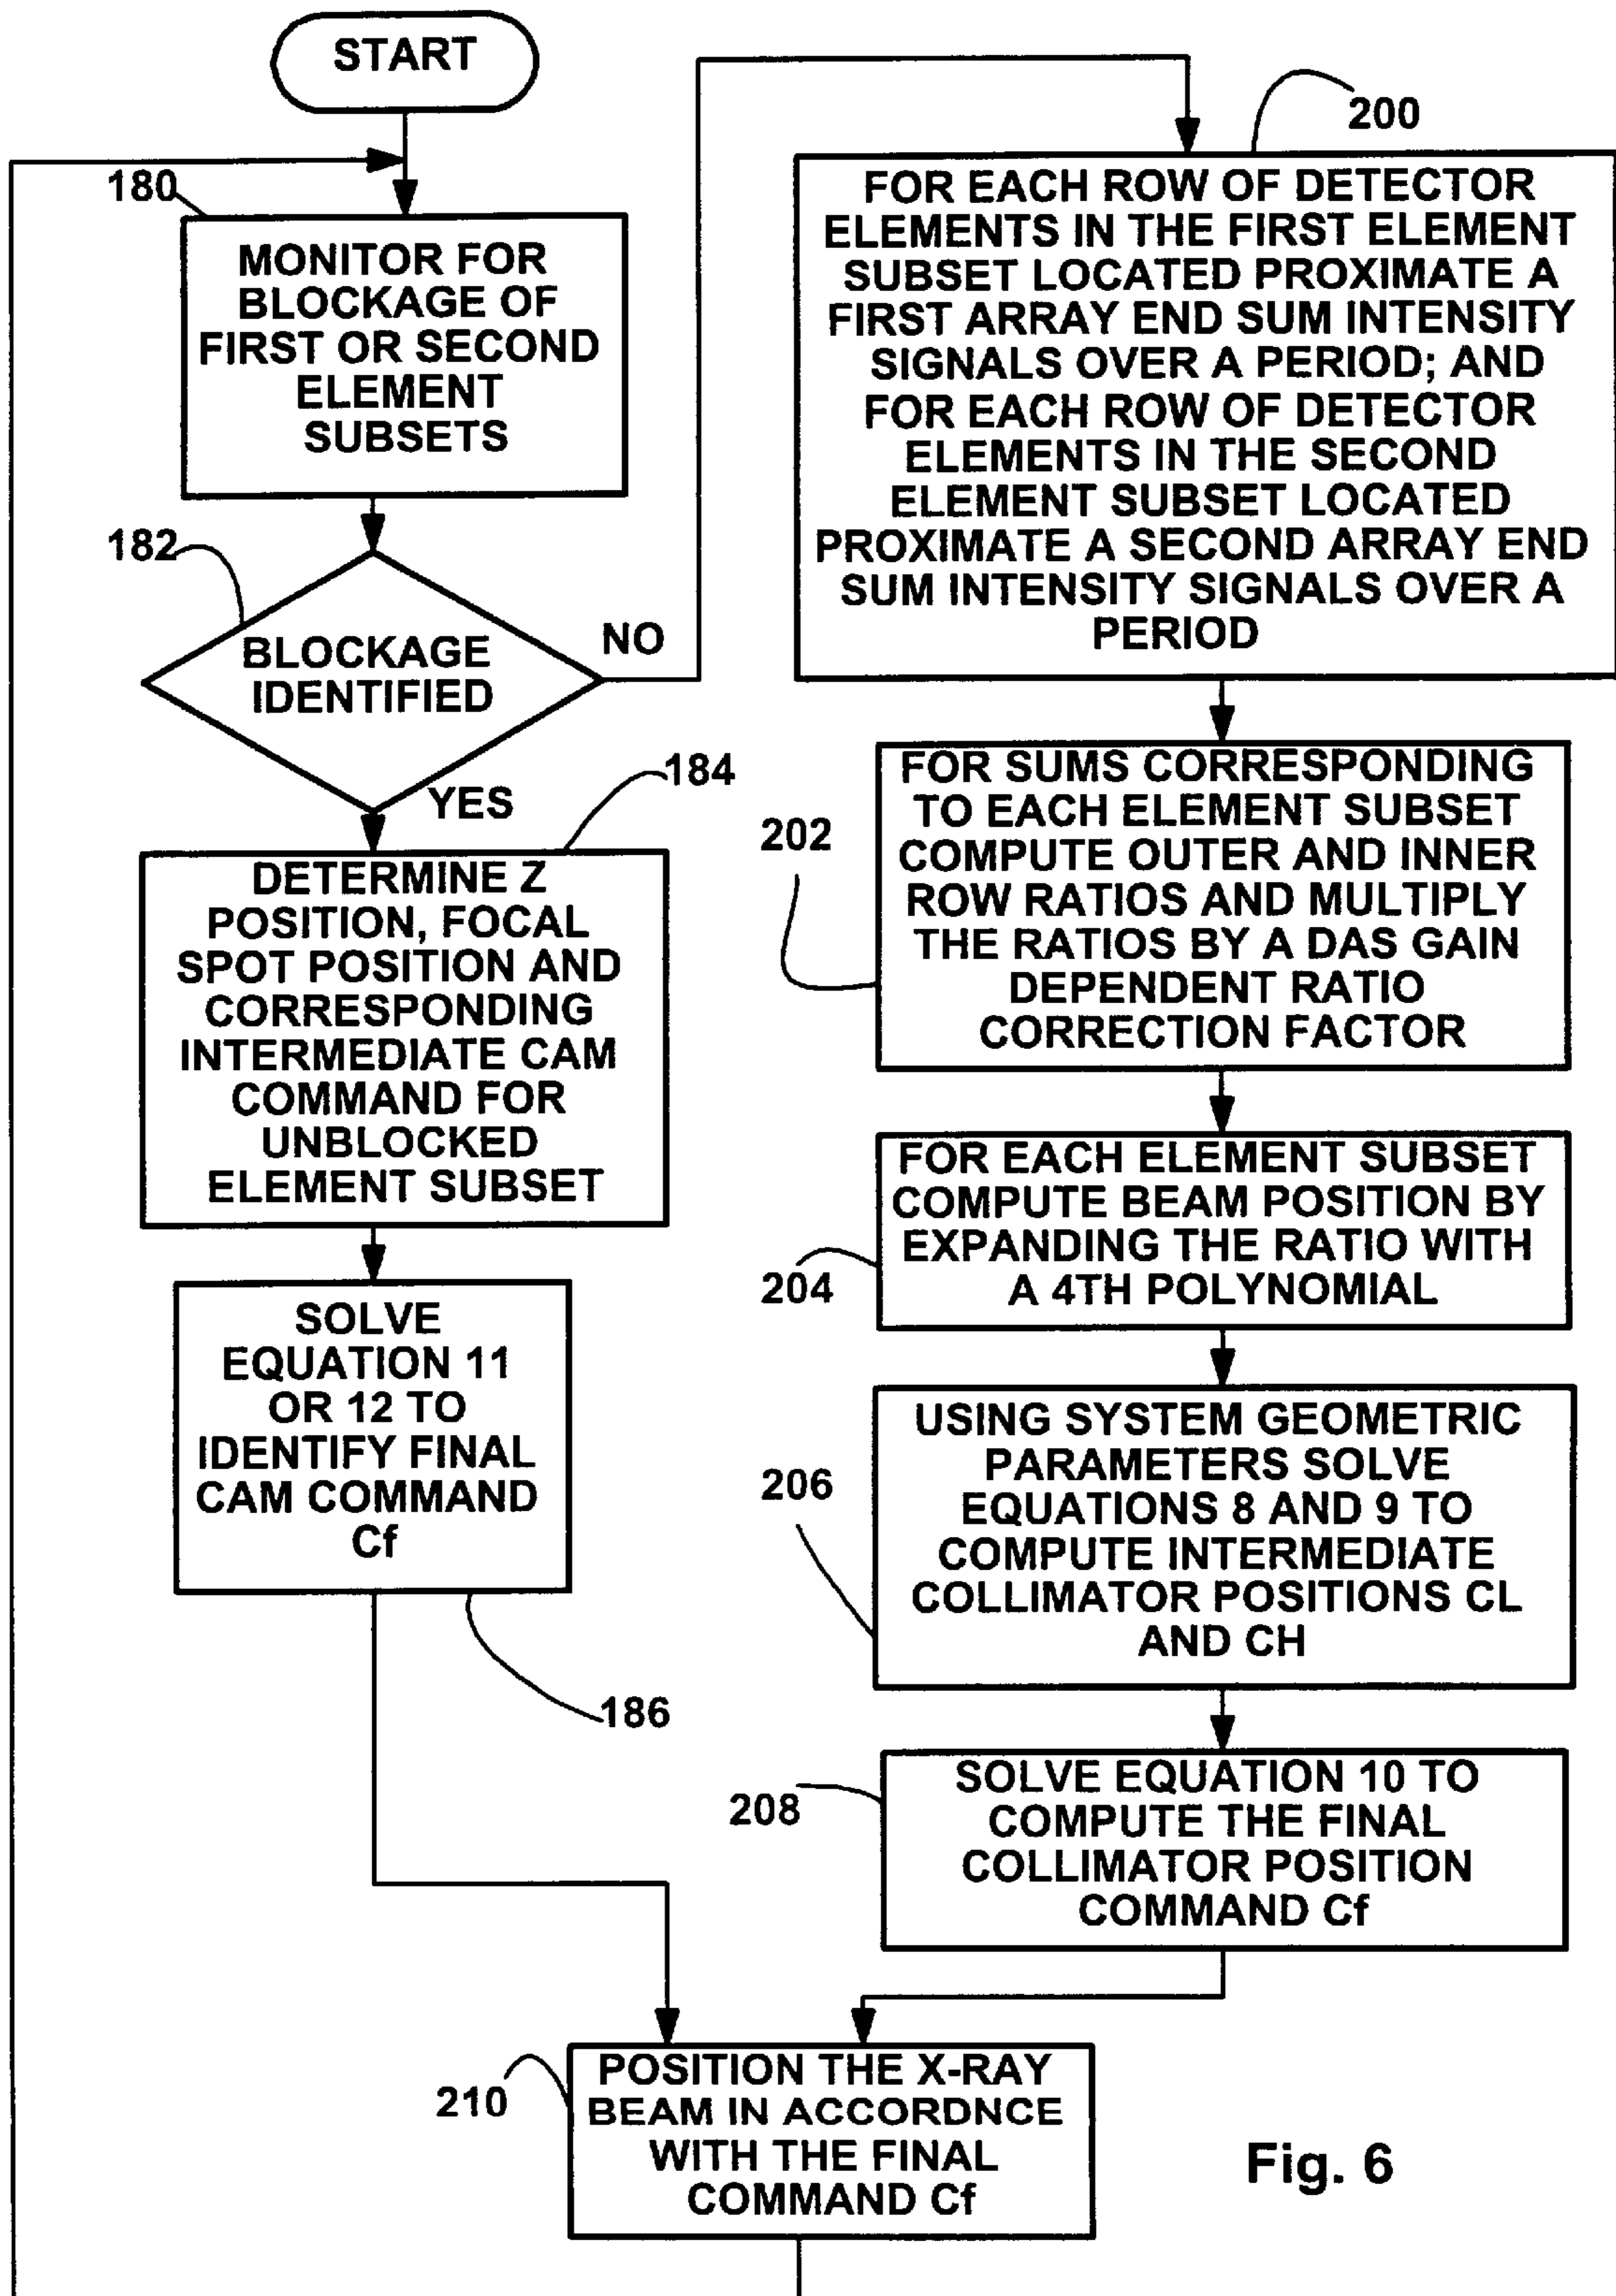 START
180
MONITOR FOR
BLOCKAGE OF
FIRST OR SECOND
ELEMENT
SUBSETS
182
BLOCKAGE
IDENTIFIED
NO
YES
184
DETERMINE Z
POSITION, FOCAL
SPOT POSITION AND
CORRESPONDING
INTERMEDIATE CAM
COMMAND FOR
UNBLOCKED
ELEMENT SUBSET
SOLVE
EQUATION 11
OR 12 TO
IDENTIFY FINAL
CAM COMMAND
Cf
186
200
FOR EACH ROW OF DETECTOR
ELEMENTS IN THE FIRST ELEMENT
SUBSET LOCATED PROXIMATE A
FIRST ARRAY END SUM INTENSITY
SIGNALS OVER A PERIOD; AND
FOR EACH ROW OF DETECTOR
ELEMENTS IN THE SECOND
ELEMENT SUBSET LOCATED
PROXIMATE A SECOND ARRAY END
SUM INTENSITY SIGNALS OVER A
PERIOD
202
FOR SUMS CORRESPONDING
TO EACH ELEMENT SUBSET
COMPUTE OUTER AND INNER
ROW RATIOS AND MULTIPLY
THE RATIOS BY A DAS GAIN
DEPENDENT RATIO
CORRECTION FACTOR
204
FOR EACH ELEMENT SUBSET
COMPUTE BEAM POSITION BY
EXPANDING THE RATIO WITH
A 4TH POLYNOMIAL
206
USING SYSTEM GEOMETRIC
PARAMETERS SOLVE
EQUATIONS 8 AND 9 TO
COMPUTE INTERMEDIATE
COLLIMATOR POSITIONS CL
AND CH
208
SOLVE EQUATION 10 TO
COMPUTE THE FINAL
COLLIMATOR POSITION
COMMAND Cf
210
POSITION THE X-RAY
BEAM IN ACCORDNCE
WITH THE FINAL
COMMAND Cf
Fig. 6